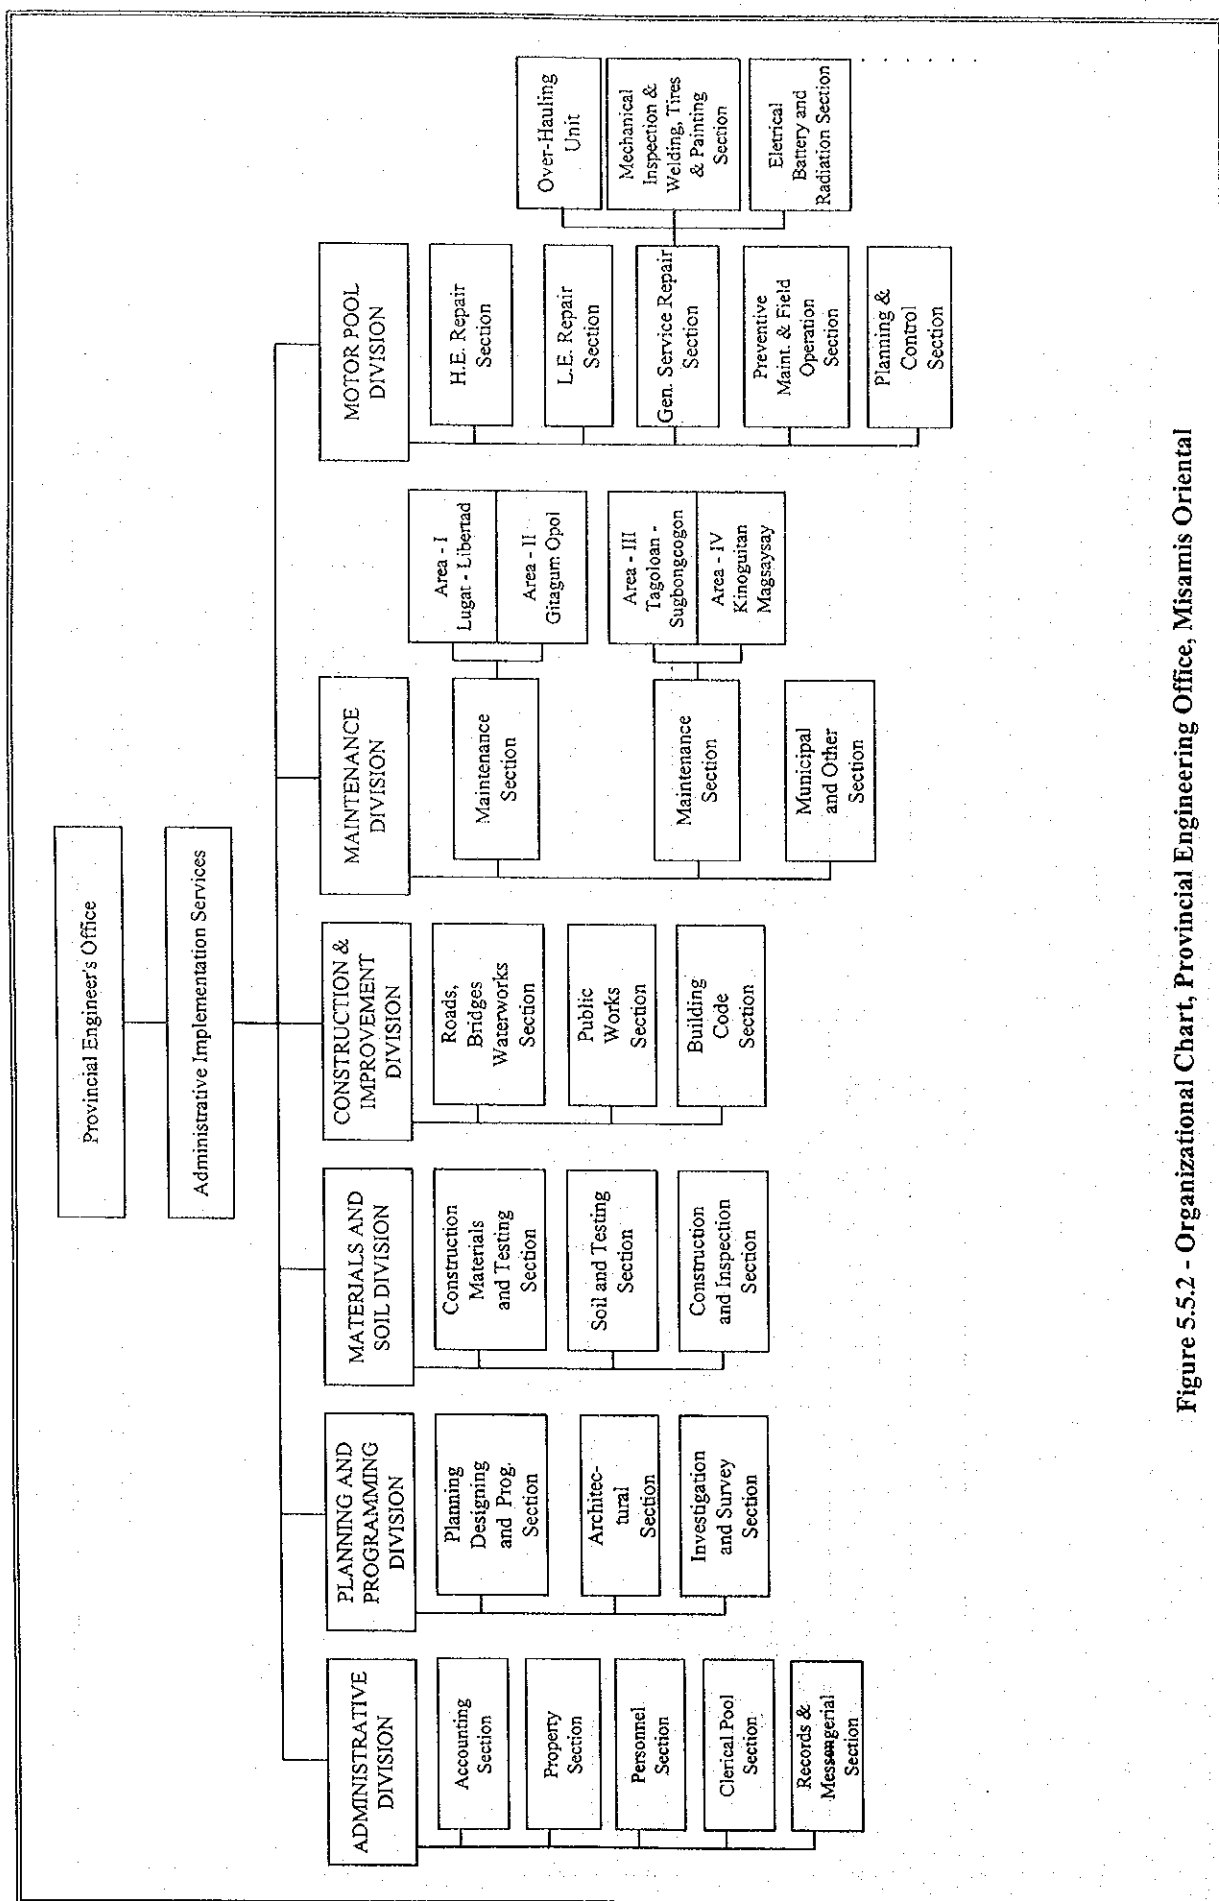 Provincial Engineer's Office
Administrative Implementation Services
ADMINISTRATIVE
DIVISION
Accounting
Section
Property
Section
Personnel
Section
Clerical Pool
Section
Records &
Messengerial
Section
PLANNING AND
PROGRAMMING
DIVISION
Planning
Designing
and Prog.
Section
Architec-
tural
Section
Investigation
and Survey
Section
MATERIALS AND
SOIL DIVISION
Construction
Materials
and Testing
Section
Soil and Testing
Section
Construction
and Inspection
Section
CONSTRUCTION &
IMPROVEMENT
DIVISION
Roads,
Bridges
Waterworks
Section
Public
Works
Section
Building
Code
Section
MAINTENANCE
DIVISION
Maintenance
Section
Area - I
Lugat - Libertad
Area - II
Gitagum Opol
Maintenance
Section
Area - III
Tagoloan -
Sugbongcogon
Area - IV
Kinoguitan
Magsaysay
Municipal
and Other
Section
MOTOR POOL
DIVISION
H.E. Repair
Section
L.E. Repair
Section
Gen. Service Repair
Section
Over-Hauling
Unit
Mechanical
Inspection &
Welding, Tires
& Painting
Section
Eletrical
Battery and
Radiation Section
Preventive
Maint. & Field
Operation
Section
Planning &
Control
Section
Figure 5.5.2 - Organizational Chart, Provincial Engineering Office, Misamis Oriental